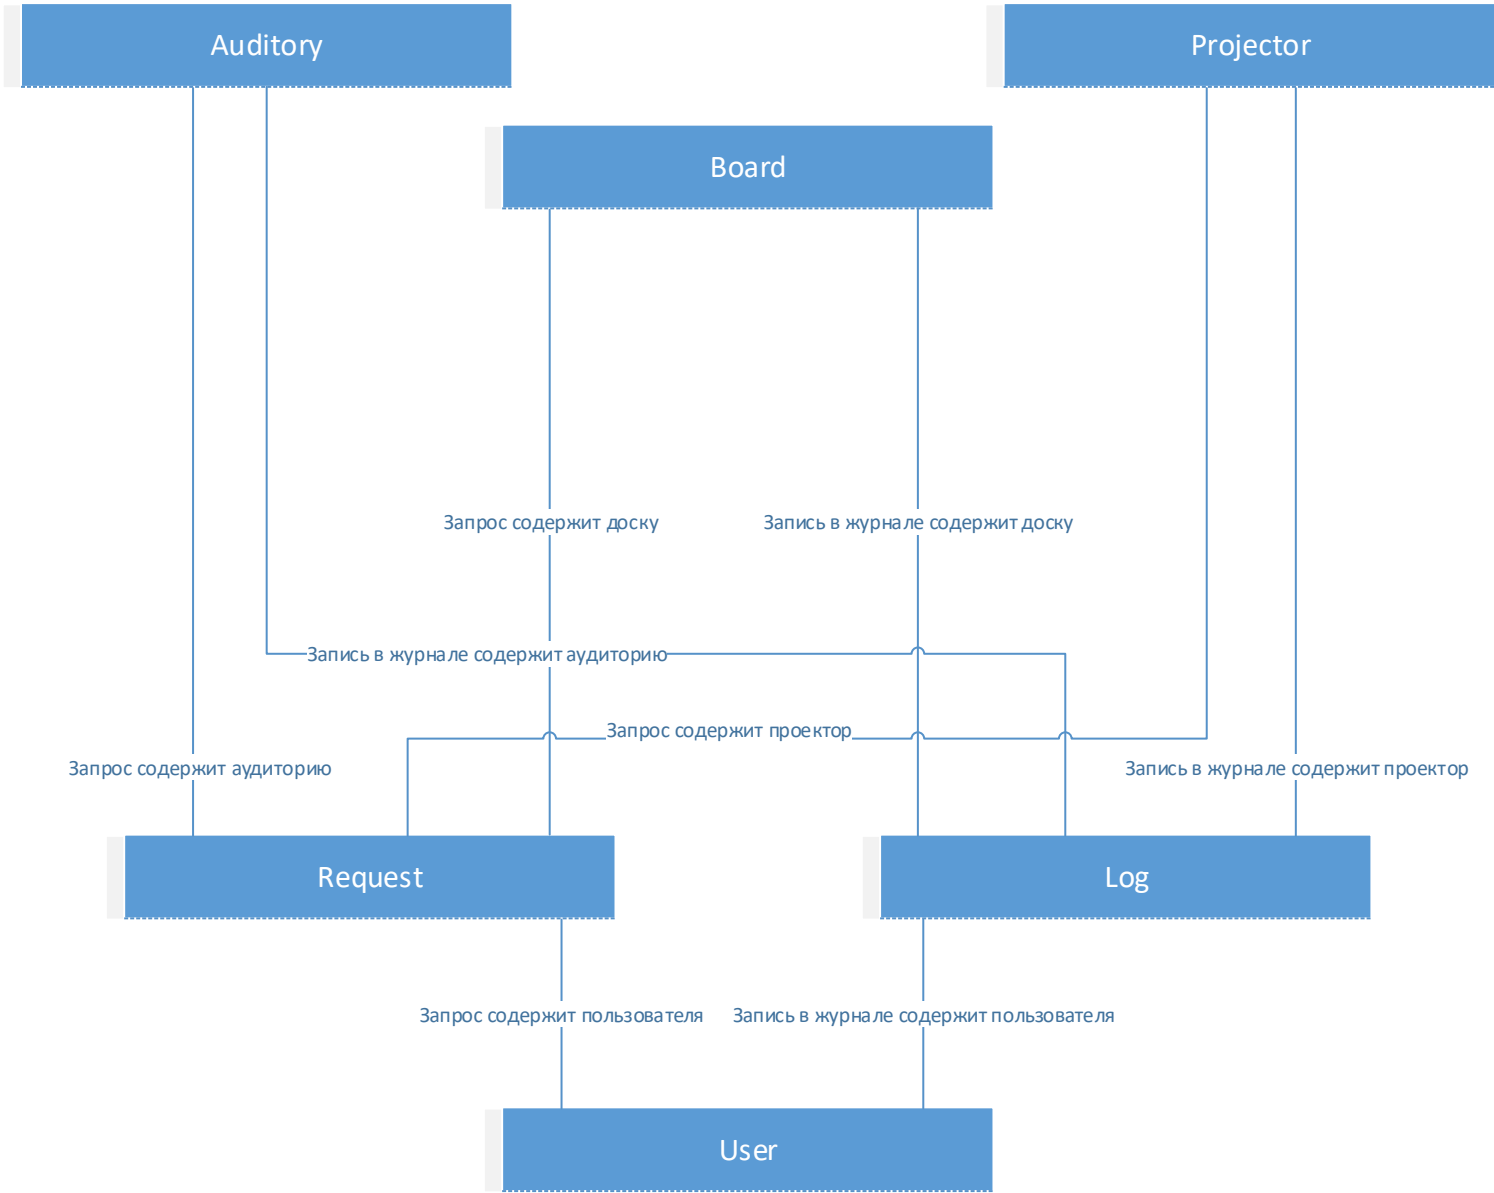 Auditory
Projector
Board
Запрос содержит доску
Запись в журнале содержит доску
Запись в журнале содержит аудиторию
Запрос содержит проектор
Запрос содержит аудиторию
Запись в журнале содержит проектор
Request
Log
Запрос содержит пользователя
Запись в журнале содержит пользователя
User